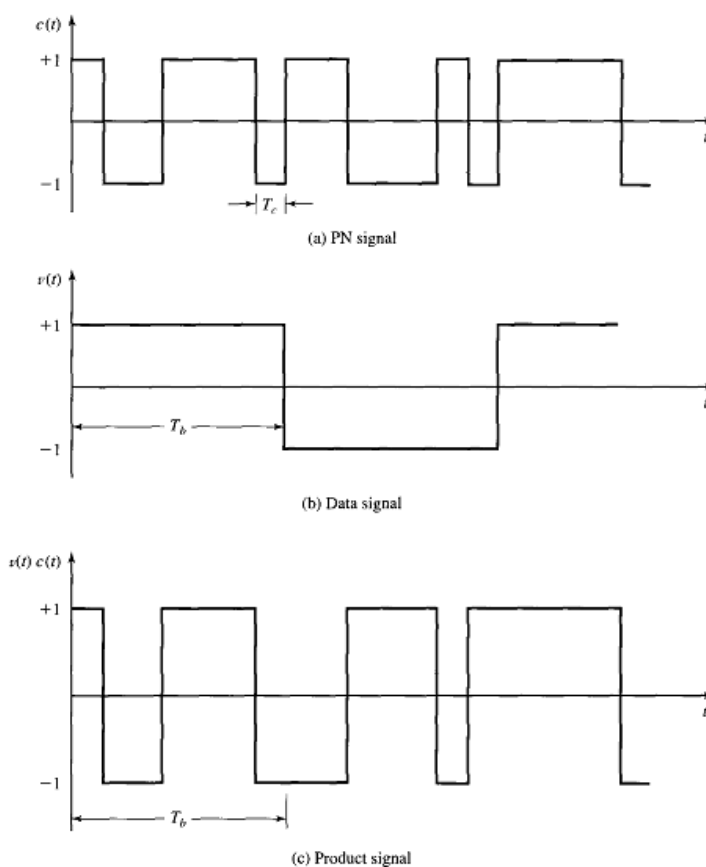 c(t)
+1
−1
t
T_c
(a) PN signal
v(t)
+1
−1
t
T_b
(b) Data signal
v(t) c(t)
+1
−1
t
T_b
(c) Product signal